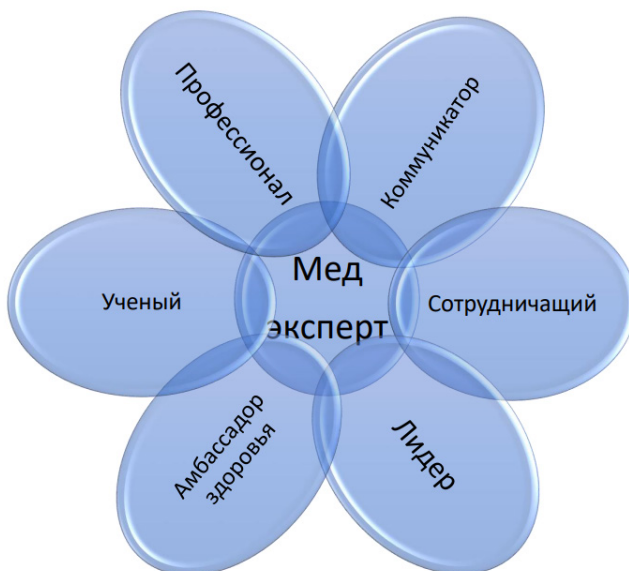 Профессионал
Коммуникатор
Мед
эксперт
Ученый
Сотрудничащий
Амбассадор
здоровья
Лидер